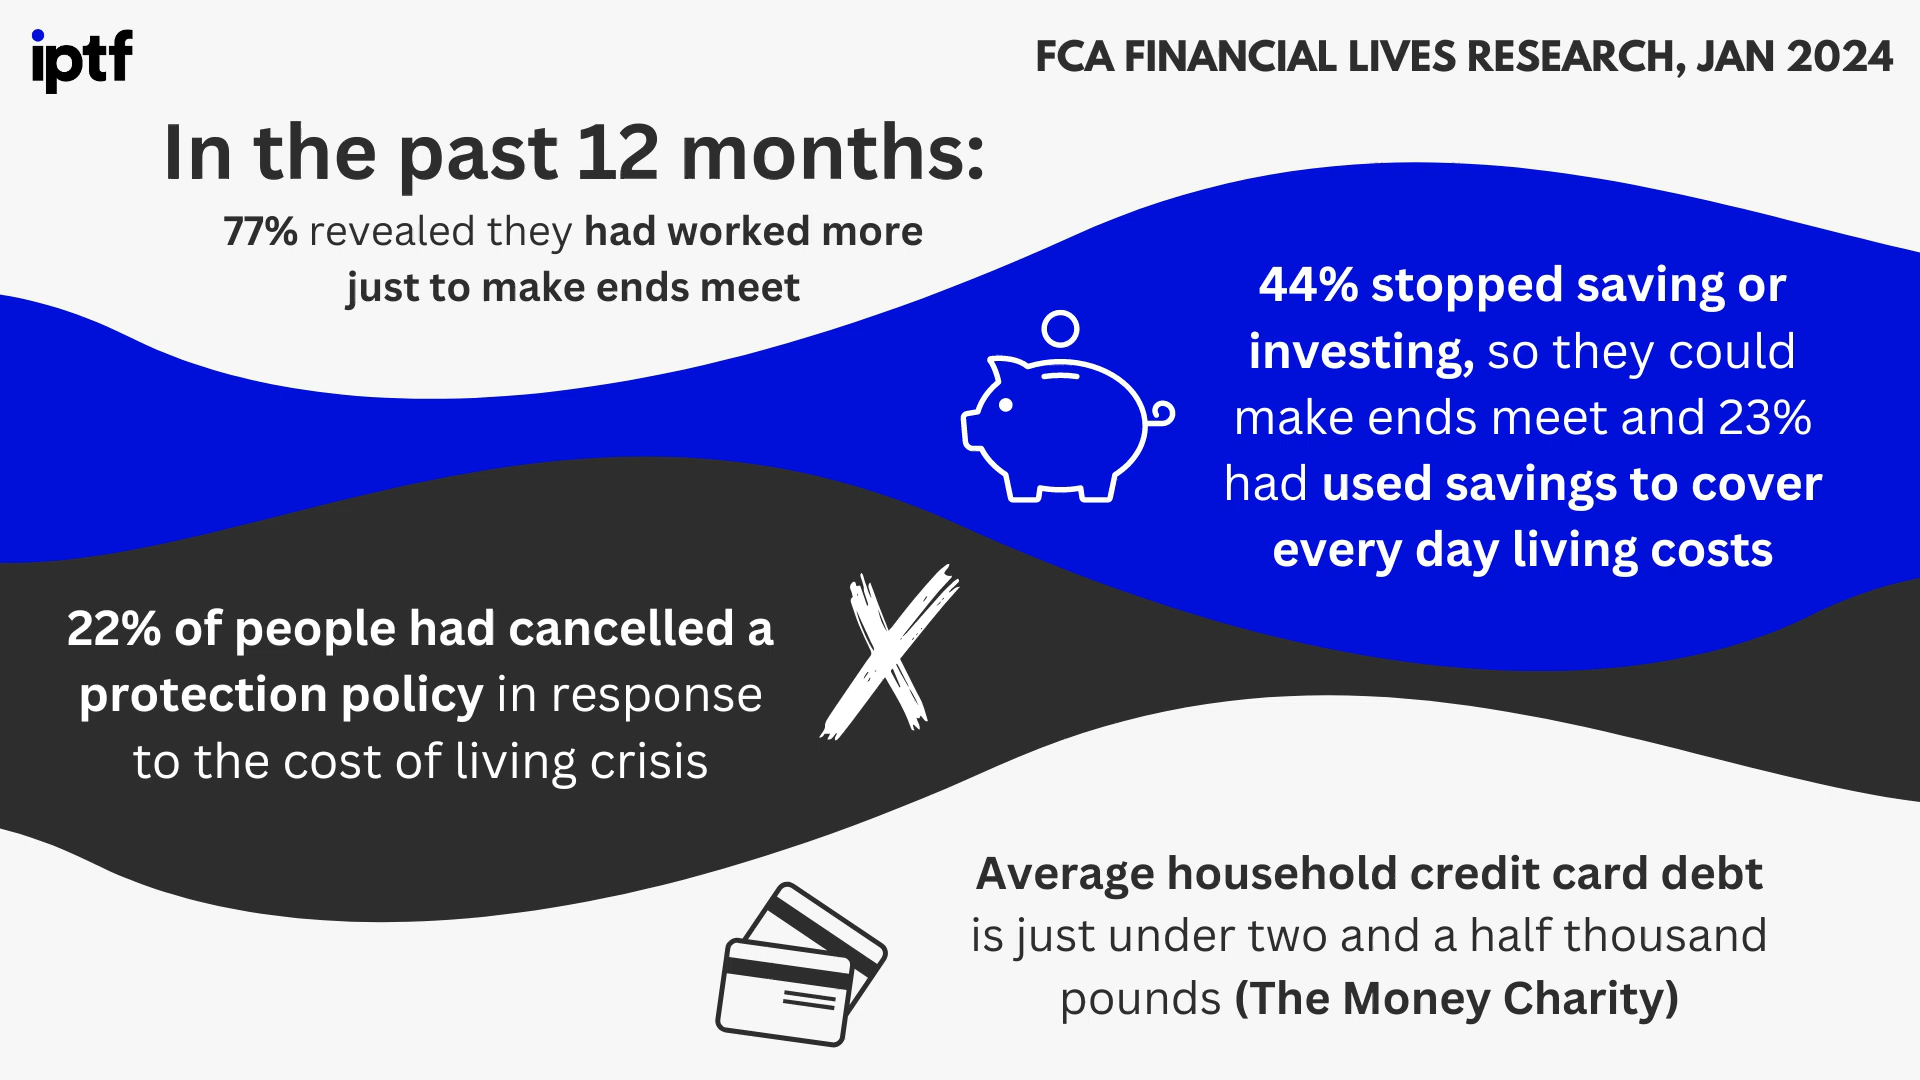 iptf
FCA FINANCIAL LIVES RESEARCH, JAN 2024
In the past 12 months:
77% revealed they had worked more
just to make ends meet
44% stopped saving or
investing, so they could
make ends meet and 23%
had used savings to cover
every day living costs
22% of people had cancelled a
protection policy in response
to the cost of living crisis
Average household credit card debt
is just under two and a half thousand
pounds (The Money Charity)